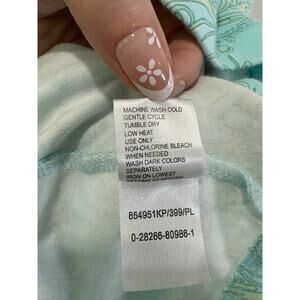 MACHINE WASH COLD
GENTLE CYCLE
TUMBLE DRY
LOW HEAT
USE ONLY
NON-CHLORINE BLEACH
WHEN NEEDED
WASH DARK COLORS
SEPARATELY
IRON ON LOWEST
854951KP/399/PL
0-28266-80986-1